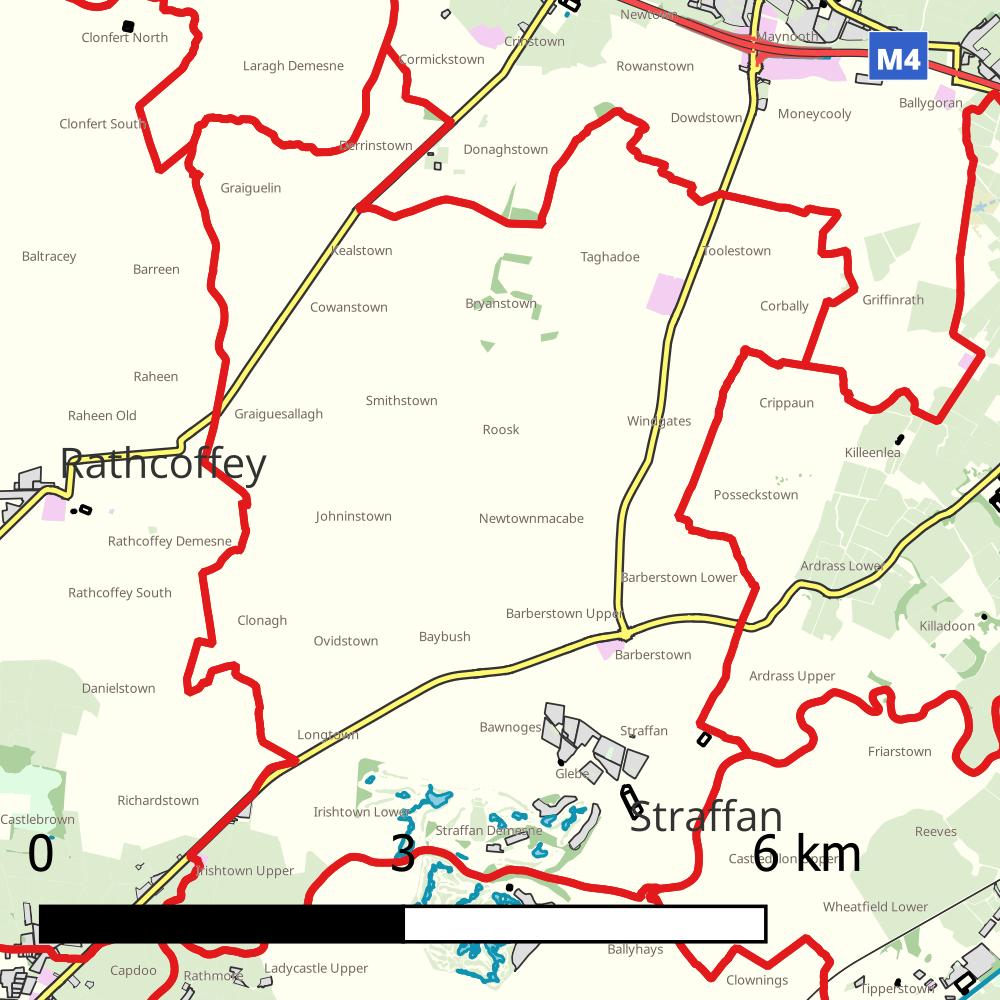 Newtown
Clonfert North
Crinstown
Maynooth
M4
Laragh Demesne
Cormickstown
Rowanstown
Ballygoran
Clonfert South
Dowdstown
Moneycooly
Derrinstown
Donaghstown
Graiguelin
Baltracey
Barreen
Kealstown
Taghadoe
Toolestown
Cowanstown
Bryanstown
Corbally
Griffinrath
Raheen
Raheen Old
Graiguesallagh
Smithstown
Roosk
Windgates
Crippaun
Rathcoffey
Killeenlea
Posseckstown
Johninstown
Newtownmacabe
Rathcoffey Demesne
Ardrass Lower
Rathcoffey South
Barberstown Lower
Clonagh
Barberstown Upper
Killadoon
Ovidstown
Baybush
Barberstown
Danielstown
Ardrass Upper
Longtown
Bawnoges
Straffan
Friarstown
Glebe
Richardstown
Irishtown Lower
Castlebrown
Straffan Demesne
Straffan
Reeves
0
3
6 km
Castledillon Upper
Irishtown Upper
Wheatfield Lower
Ballyhays
Capdoo
Rathmore
Ladycastle Upper
Clownings
Tipperstown